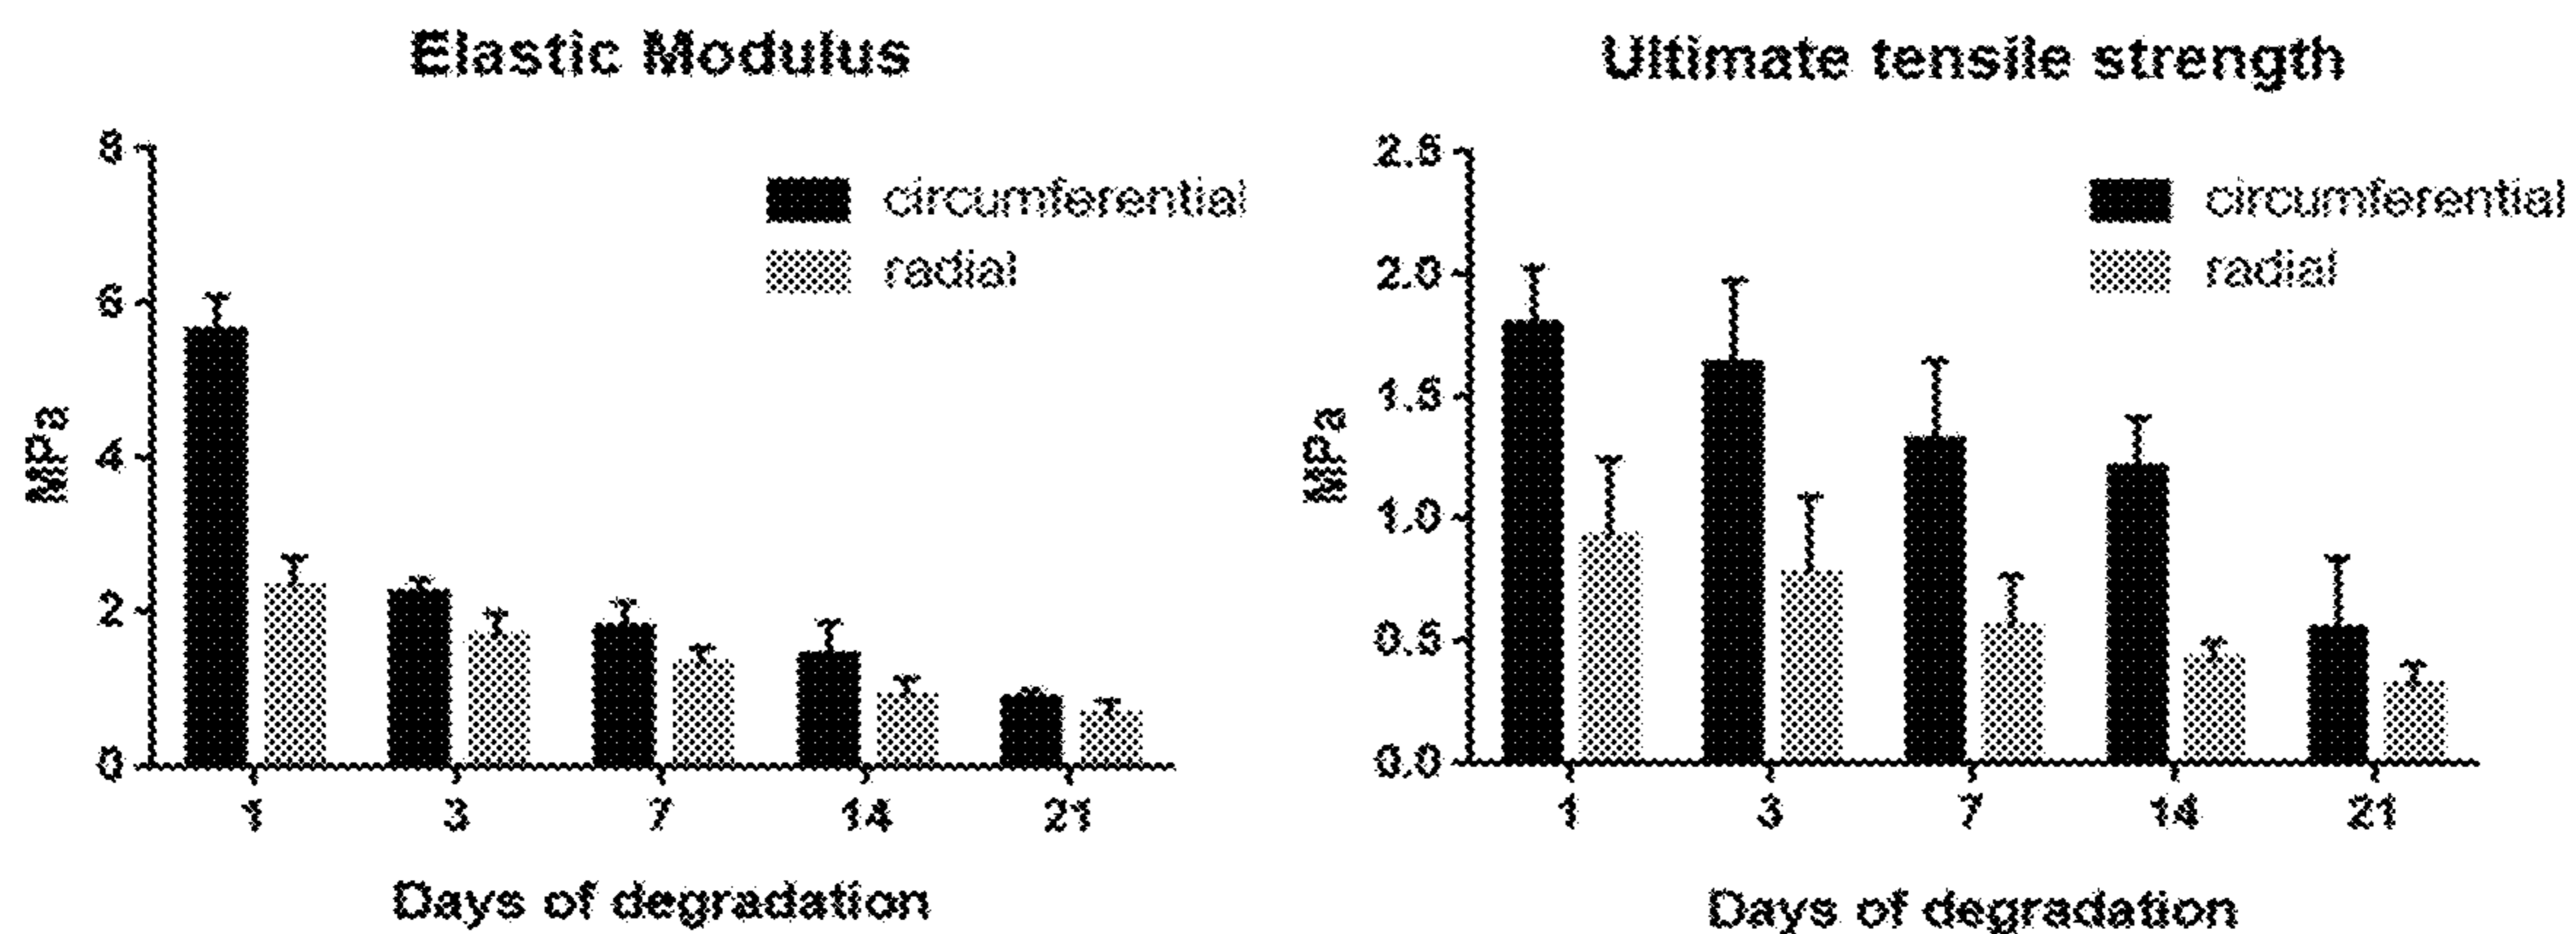 Elastic Modulus
8
6
4
2
0
MPa
circumferential
radial
1 3 7 14 21
Days of degradation
Ultimate tensile strength
2.5
2.0
1.5
1.0
0.5
0.0
MPa
circumferential
radial
1 3 7 14 21
Days of degradation